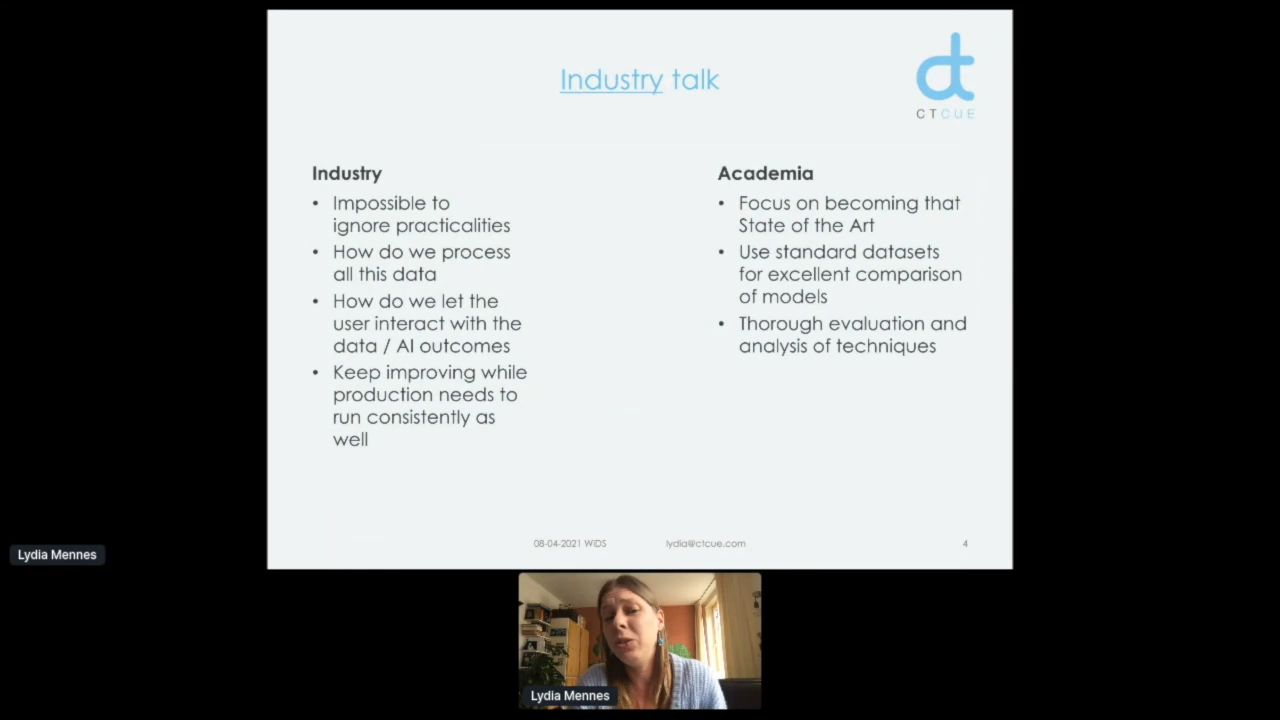 Industry talk
CTCUE
Industry
• Impossible to
ignore practicalities
• How do we process
all this data
• How do we let the
user interact with the
data / AI outcomes
• Keep improving while
production needs to
run consistently as
well
Academia
• Focus on becoming that
State of the Art
• Use standard datasets
for excellent comparison
of models
• Thorough evaluation and
analysis of techniques
08-04-2021 WiDS
lydia@ctcue.com
4
Lydia Mennes
Lydia Mennes